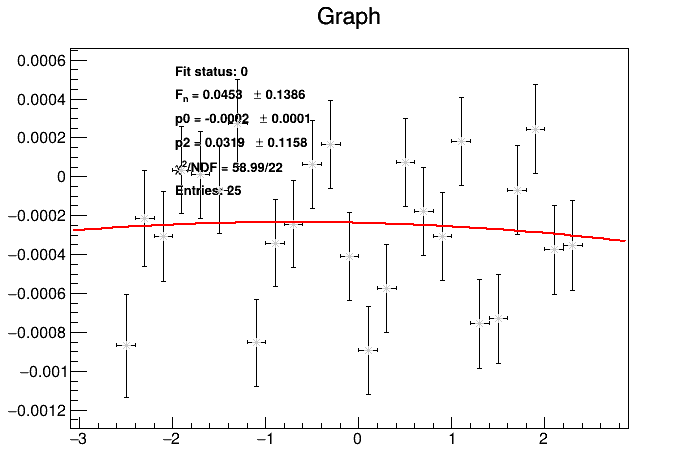 Graph
Fit status: 0
Fn = 0.0453 ± 0.1386
p0 = -0.0002 ± 0.0001
p2 = 0.0319 ± 0.1158
χ²/NDF = 58.99/22
Entries: 25
0.0006
0.0004
0.0002
0
−0.0002
−0.0004
−0.0006
−0.0008
−0.001
−0.0012
−3 −2 −1 0 1 2